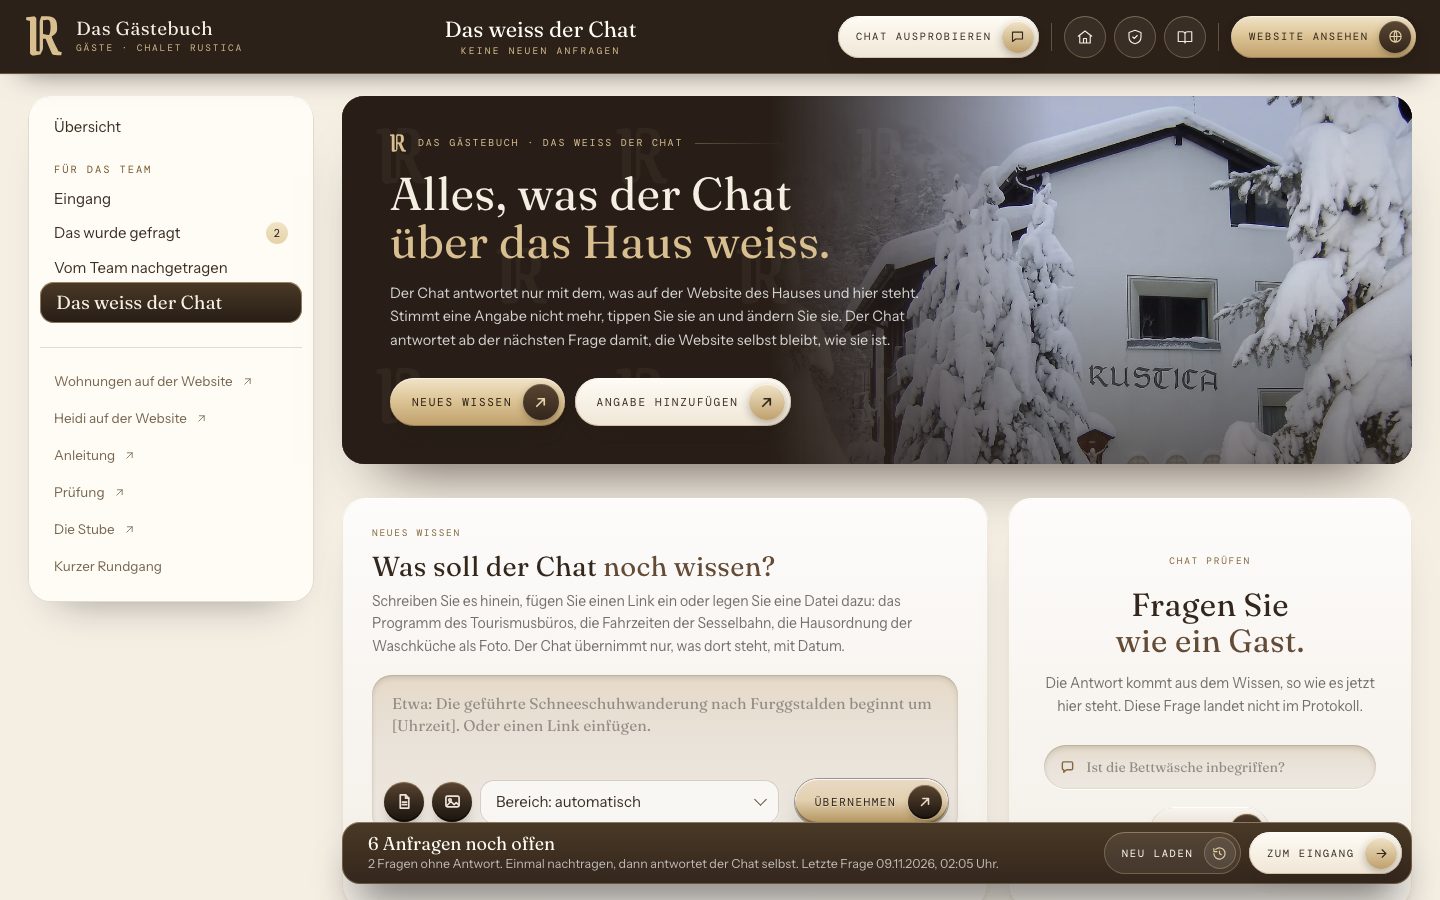 Das Gästebuch
GÄSTE · CHALET RUSTICA
Das weiss der Chat
KEINE NEUEN ANFRAGEN
CHAT AUSPROBIEREN
WEBSITE ANSEHEN
Übersicht
FÜR DAS TEAM
Eingang
Das wurde gefragt 2
Vom Team nachgetragen
Das weiss der Chat
Wohnungen auf der Website
Heidi auf der Website
Anleitung
Prüfung
Die Stube
Kurzer Rundgang
DAS GÄSTEBUCH · DAS WEISS DER CHAT
Alles, was der Chat
über das Haus weiss.
Der Chat antwortet nur mit dem, was auf der Website des Hauses und hier steht.
Stimmt eine Angabe nicht mehr, tippen Sie sie an und ändern Sie sie. Der Chat
antwortet ab der nächsten Frage damit, die Website selbst bleibt, wie sie ist.
NEUES WISSEN
ANGABE HINZUFÜGEN
RUSTICA
NEUES WISSEN
Was soll der Chat noch wissen?
Schreiben Sie es hinein, fügen Sie einen Link ein oder legen Sie eine Datei dazu: das
Programm des Tourismusbüros, die Fahrzeiten der Sesselbahn, die Hausordnung der
Waschküche als Foto. Der Chat übernimmt nur, was dort steht, mit Datum.
Etwa: Die geführte Schneeschuhwanderung nach Furggstalden beginnt um
[Uhrzeit]. Oder einen Link einfügen.
Bereich: automatisch
ÜBERNEHMEN
CHAT PRÜFEN
Fragen Sie
wie ein Gast.
Die Antwort kommt aus dem Wissen, so wie es jetzt
hier steht. Diese Frage landet nicht im Protokoll.
Ist die Bettwäsche inbegriffen?
6 Anfragen noch offen
2 Fragen ohne Antwort. Einmal nachtragen, dann antwortet der Chat selbst. Letzte Frage 09.11.2026, 02:05 Uhr.
NEU LADEN
ZUM EINGANG